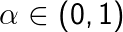 α ∈ (0, 1)